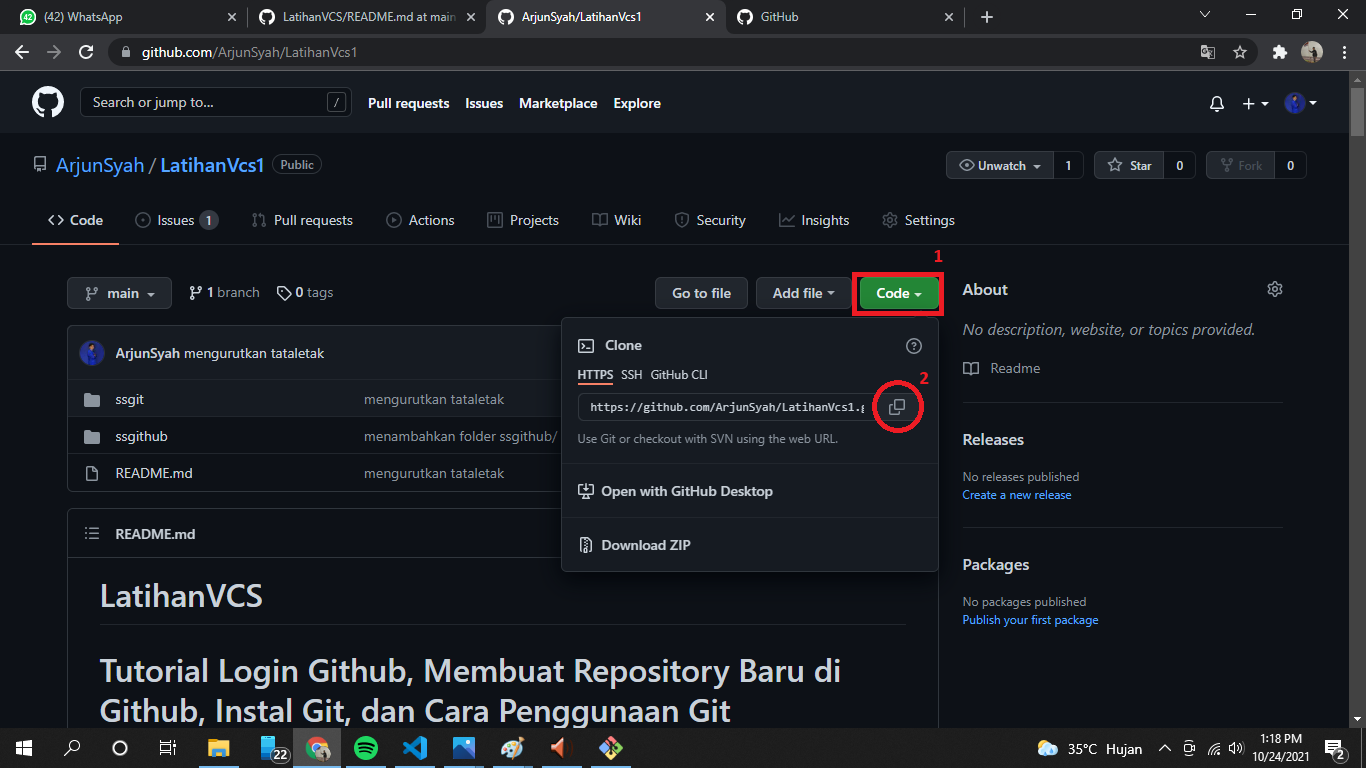 (42) WhatsApp
LatihanVCS/README.md at main
ArjunSyah/LatihanVcs1
GitHub
github.com/ArjunSyah/LatihanVcs1
Search or jump to... /
Pull requests Issues Marketplace Explore
ArjunSyah / LatihanVcs1 Public
Unwatch 1 Star 0 Fork 0
Code Issues 1 Pull requests Actions Projects Wiki Security Insights Settings
1
main 1 branch 0 tags Go to file Add file Code
About
No description, website, or topics provided.
Readme
Releases
No releases published
Create a new release
Packages
No packages published
Publish your first package
ArjunSyah mengurutkan tataletak
ssgit mengurutkan tataletak
ssgithub menambahkan folder ssgithub/
README.md mengurutkan tataletak
Clone
HTTPS SSH GitHub CLI
2
https://github.com/ArjunSyah/LatihanVcs1.g
Use Git or checkout with SVN using the web URL.
Open with GitHub Desktop
Download ZIP
README.md
LatihanVCS
Tutorial Login Github, Membuat Repository Baru di
Github, Instal Git, dan Cara Penggunaan Git
22
35°C Hujan
1:18 PM
10/24/2021
2